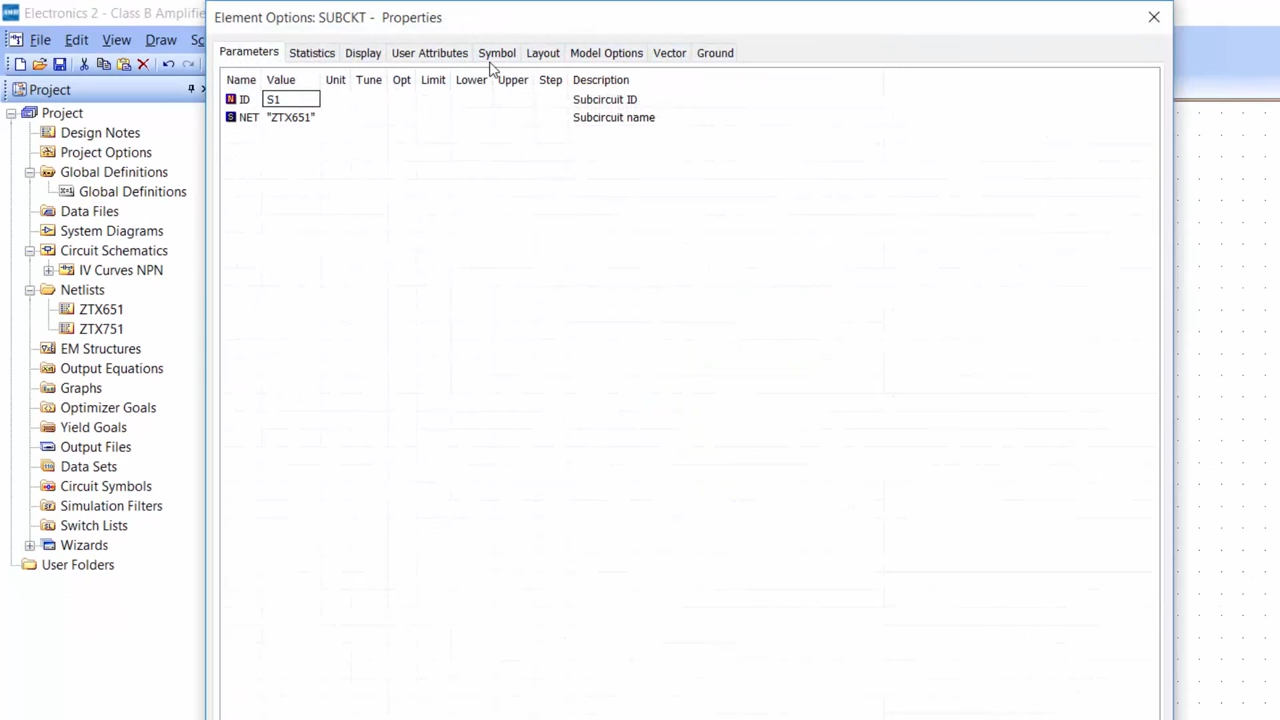 Electronics 2 - Class B Amplifie
File Edit View Draw Sc
Project
Project
Design Notes
Project Options
Global Definitions
Global Definitions
Data Files
System Diagrams
Circuit Schematics
IV Curves NPN
Netlists
ZTX651
ZTX751
EM Structures
Output Equations
Graphs
Optimizer Goals
Yield Goals
Output Files
Data Sets
Circuit Symbols
Simulation Filters
Switch Lists
Wizards
User Folders
Element Options: SUBCKT - Properties
Parameters Statistics Display User Attributes Symbol Layout Model Options Vector Ground
Name Value Unit Tune Opt Limit Lower Upper Step Description
ID S1 Subcircuit ID
NET "ZTX651" Subcircuit name